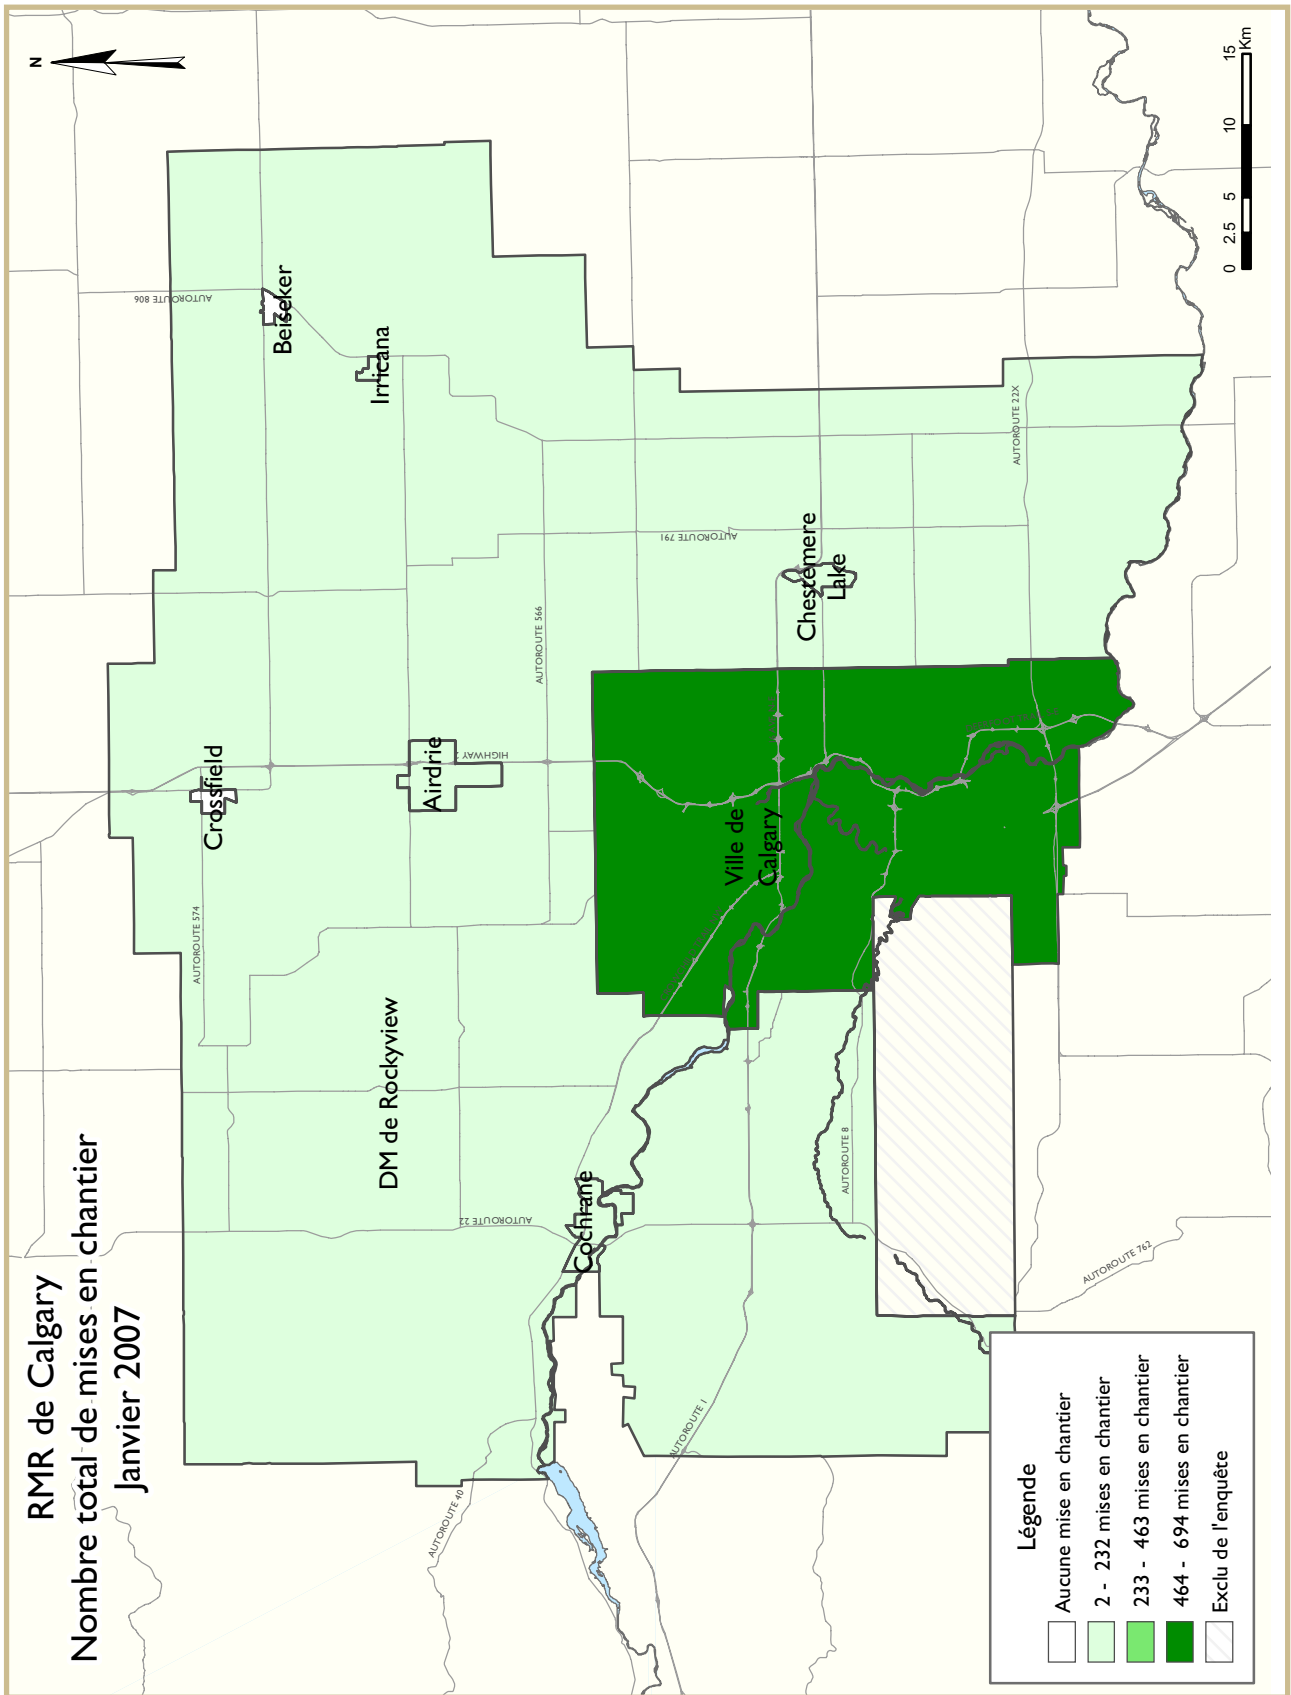 RMR de Calgary
Nombre total de mises en chantier
Janvier 2007
N
AUTOROUTE 806
Beiseker
Irricana
AUTOROUTE 574
Crossfield
Airdrie
HIGHWAY
AUTOROUTE 566
DM de Rockyview
AUTOROUTE 22
Cochrane
AUTOROUTE 40
AUTOROUTE 1
Ville de
Calgary
AUTOROUTE 791
Chestemere
Lake
AUTOROUTE 8
AUTOROUTE 22X
AUTOROUTE 762
Légende
Aucune mise en chantier
2 - 232 mises en chantier
233 - 463 mises en chantier
464 - 694 mises en chantier
Exclu de l'enquête
0 2.5 5 10 15
Km